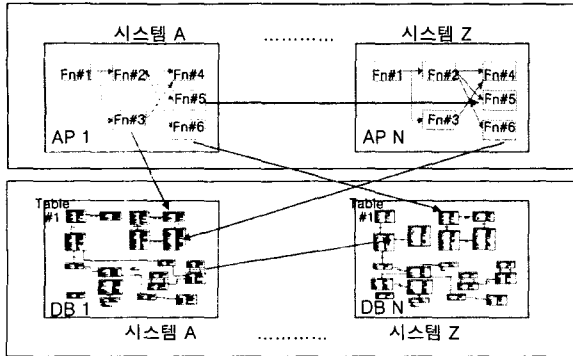 시스템 A ............ 시스템 Z
Fn#1 Fn#2 Fn#4
Fn#5
Fn#3 Fn#6
AP 1
Fn#1 Fn#2 Fn#4
Fn#5
Fn#3 Fn#6
AP N
Table
#1
DB 1
Table
#1
DB N
시스템 A ............ 시스템 Z